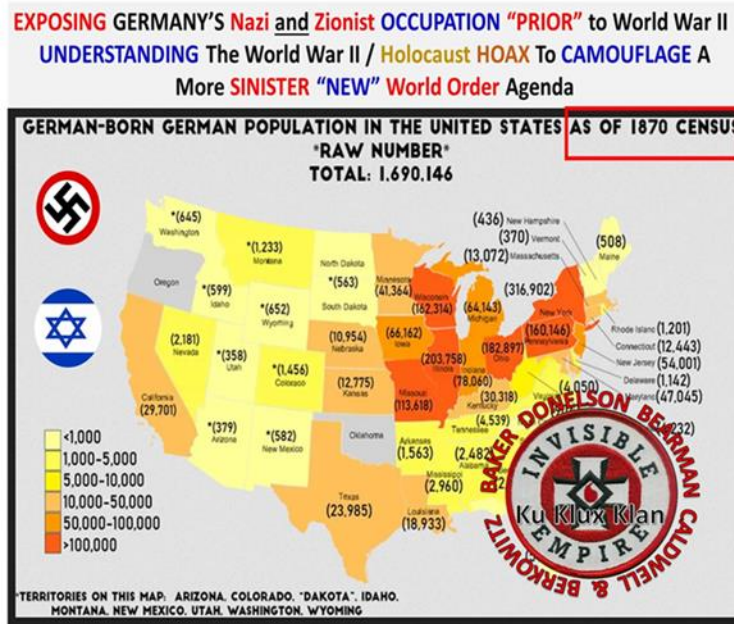 EXPOSING GERMANY'S Nazi and Zionist OCCUPATION “PRIOR” to World War II
UNDERSTANDING The World War II / Holocaust HOAX To CAMOUFLAGE A
More SINISTER “NEW” World Order Agenda
GERMAN-BORN GERMAN POPULATION IN THE UNITED STATES AS OF 1870 CENSUS
*RAW NUMBER*
TOTAL: 1,690,146
*(645)
Washington
*(1,233)
Montana
North Dakota
*(563)
South Dakota
Minnesota
(41,364)
(436) New Hampshire
(370) Vermont
(13,072) Massachusetts
(508)
Maine
Oregon
*(599)
Idaho
*(652)
Wyoming
Wisconsin
(162,314)
(64,143)
Michigan
(316,902)
New York
Rhode Island (1,201)
Connecticut (12,443)
New Jersey (54,001)
Delaware (1,142)
Maryland (47,045)
(2,181)
Nevada
*(358)
Utah
*(1,456)
Colorado
(10,954)
Nebraska
(66,162)
Iowa
(203,758)
Illinois
Indiana
(78,060)
(182,897)
Ohio
(160,146)
Pennsylvania
California
(29,701)
(12,775)
Kansas
Missouri
(113,618)
(30,318)
Kentucky
(4,050)
*(379)
Arizona
*(582)
New Mexico
Oklahoma
Arkansas
(1,563)
(4,539)
Tennessee
(2,482)
Alabama
Mississippi
(2,960)
Texas
(23,985)
Louisiana
(18,933)
<1,000
1,000-5,000
5,000-10,000
10,000-50,000
50,000-100,000
>100,000
BAKER DONELSON BEARMAN CALDWELL & BERKOWITZ
INVISIBLE
Ku Klux Klan
EMPIRE
*TERRITORIES ON THIS MAP: ARIZONA, COLORADO, "DAKOTA", IDAHO,
MONTANA, NEW MEXICO, UTAH, WASHINGTON, WYOMING